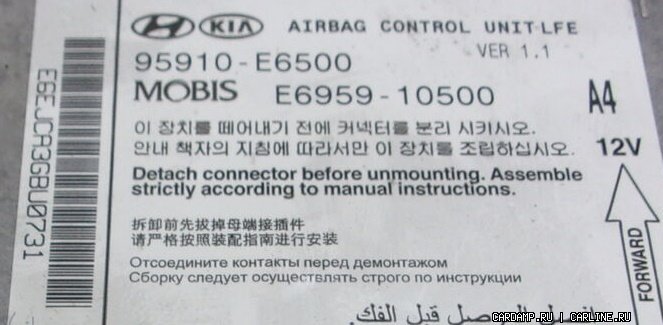 HYUNDAI KIA AIRBAG CONTROL UNIT-LFE
VER 1.1
95910-E6500
MOBIS E6959-10500
A4
이 장치를 떼어내기 전에 커넥터를 분리 시키시오.
안내 책자의 지침에 따라서만 이 장치를 조립하십시오.
12V
Detach connector before unmounting. Assemble
strictly according to manual instructions.
拆卸前先拔掉母端接插件
请严格按照装配指南进行安装
Отсоедините контакты перед демонтажом
Сборку следует осуществлять строго по инструкции
الموصل قبل الفك.
FORWARD
E6EJCA3GBUJ0731
CARDAMP.RU | CARLINE.RU